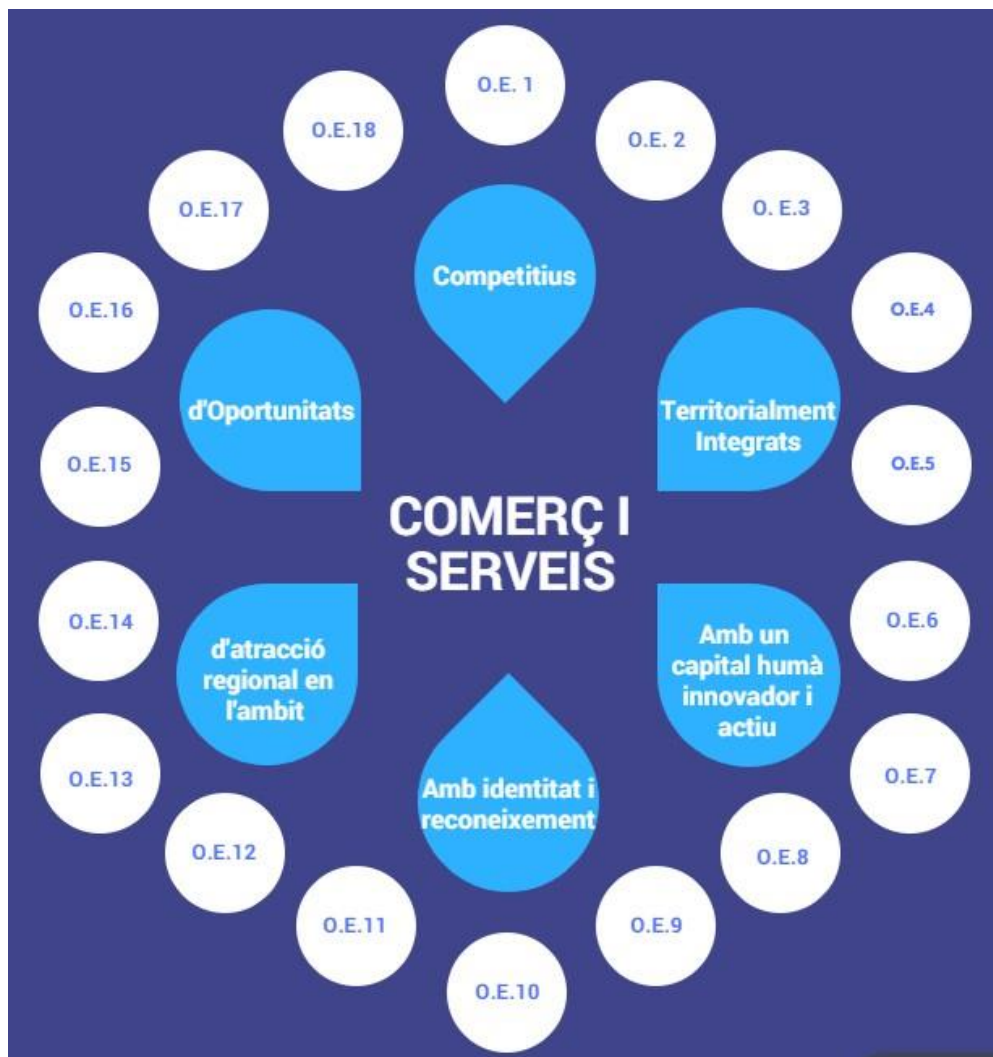 O.E. 1
O.E.18
O.E. 2
O.E.17
O. E.3
Competitius
O.E.16
O.E.4
d'Oportunitats
Territorialment
Integrats
O.E.15
O.E.5
COMERÇ I
SERVEIS
O.E.14
O.E.6
d'atracció
regional en
l'ambit
Amb un
capital humà
innovador i
actiu
O.E.13
O.E.7
Amb identitat i
reconeixement
O.E.12
O.E.8
O.E.11
O.E.9
O.E.10